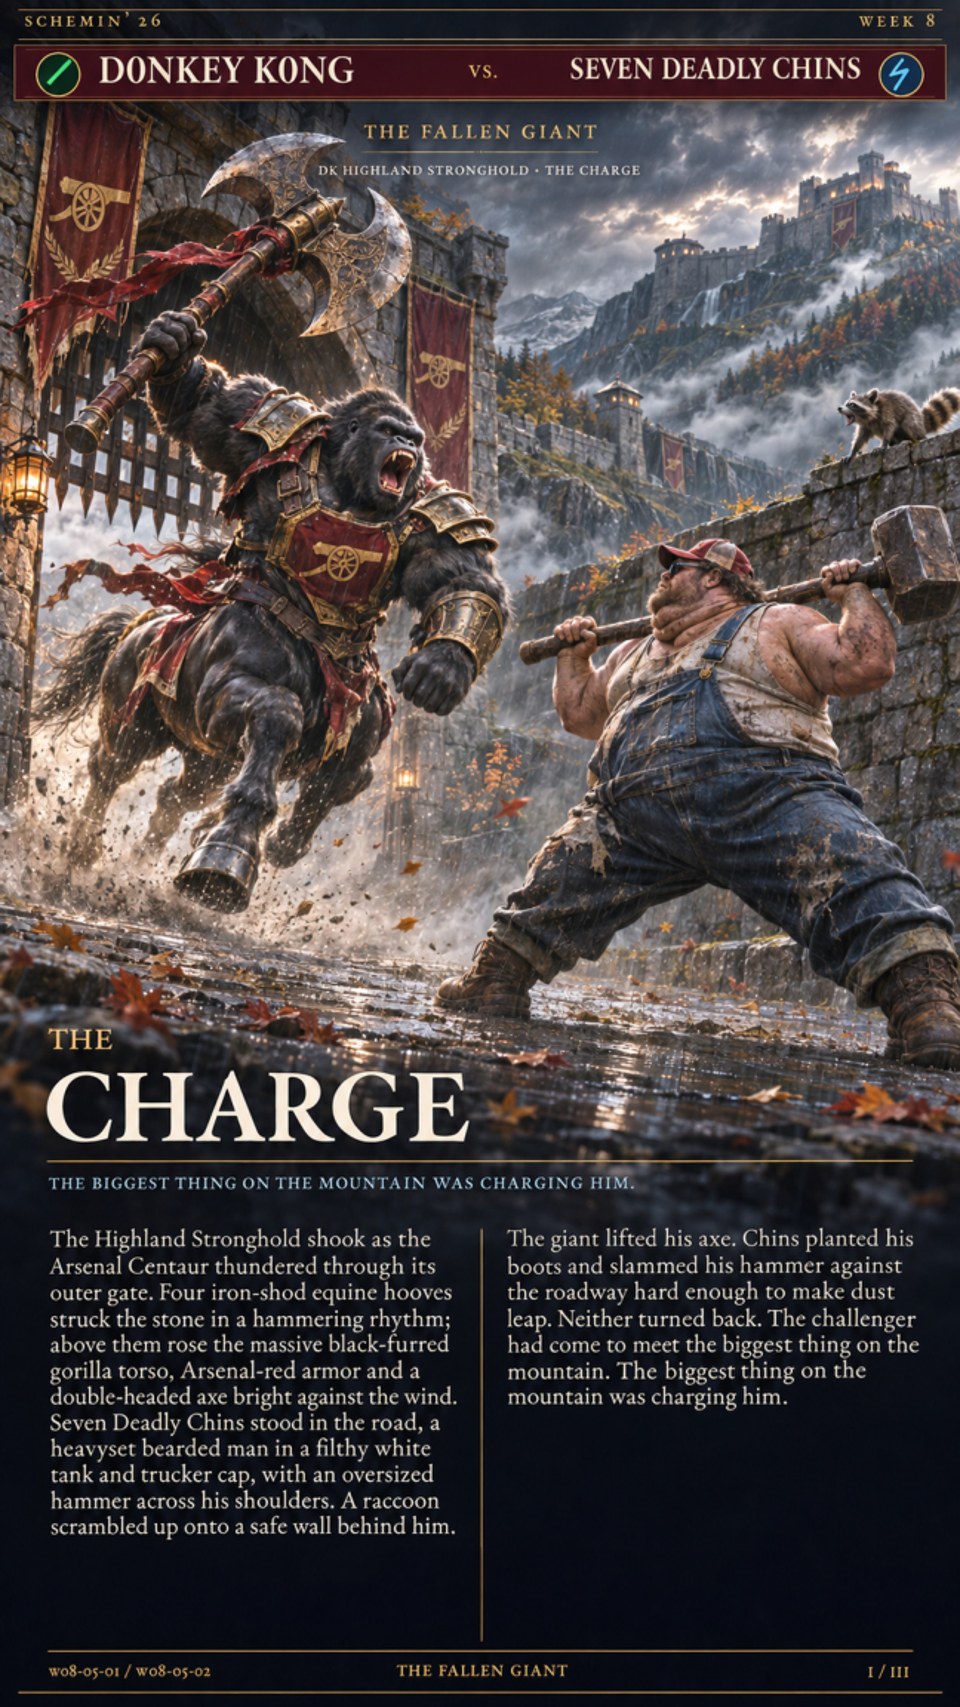 SCHEMIN' 26
WEEK 8
DONKEY KONG
VS.
SEVEN DEADLY CHINS
THE FALLEN GIANT
DK HIGHLAND STRONGHOLD · THE CHARGE
THE
CHARGE
THE BIGGEST THING ON THE MOUNTAIN WAS CHARGING HIM.
The Highland Stronghold shook as the
Arsenal Centaur thundered through its
outer gate. Four iron-shod equine hooves
struck the stone in a hammering rhythm;
above them rose the massive black-furred
gorilla torso, Arsenal-red armor and a
double-headed axe bright against the wind.
Seven Deadly Chins stood in the road, a
heavyset bearded man in a filthy white
tank and trucker cap, with an oversized
hammer across his shoulders. A raccoon
scrambled up onto a safe wall behind him.
The giant lifted his axe. Chins planted his
boots and slammed his hammer against
the roadway hard enough to make dust
leap. Neither turned back. The challenger
had come to meet the biggest thing on the
mountain. The biggest thing on the
mountain was charging him.
W08-05-01 / W08-05-02
THE FALLEN GIANT
I / III